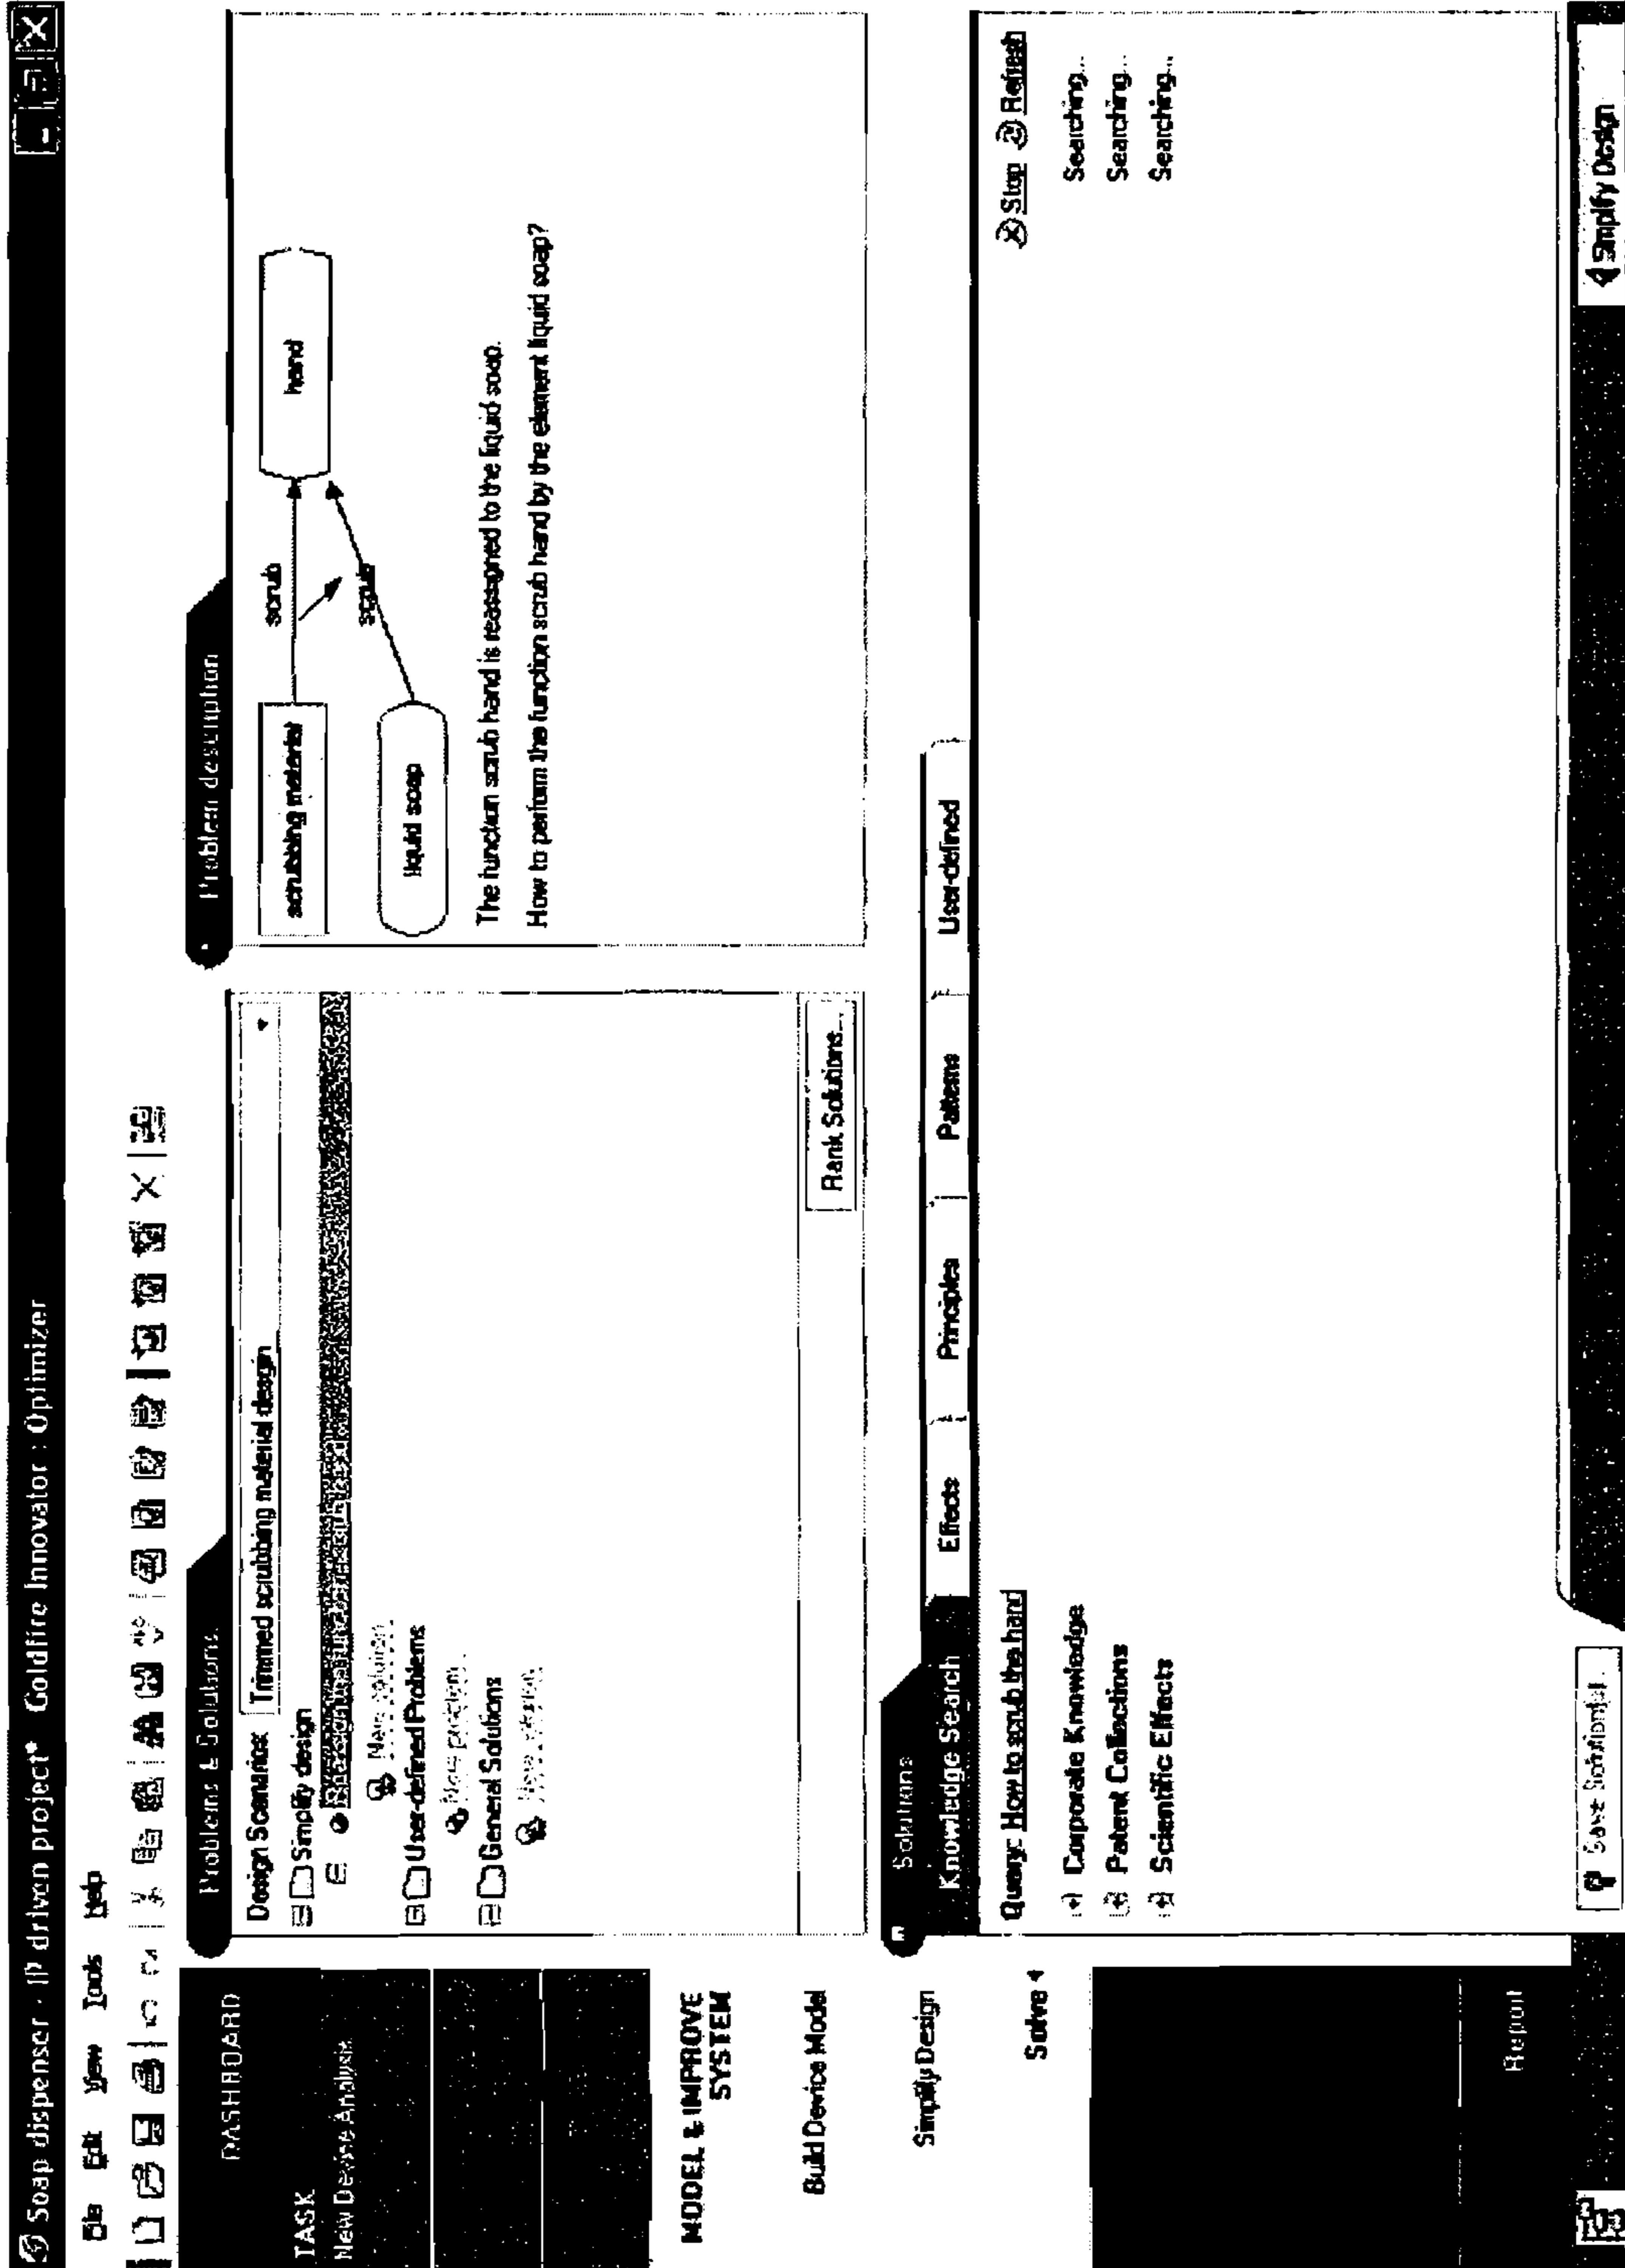 Soap dispenser - IP driven project* Goldfire Innovator : Optimizer
File Edit View Tools Help
DASHBOARD
TASK
New Device Analysis
MODEL & IMPROVE
SYSTEM
Build Device Model
Simplify Design
Solve
Report
Problems & Solutions
Design Scenarios: Trimmed scrubbing material design
Simplify design
New solution...
User-defined Problems
New problem...
General Solutions
New solution...
Rank Solutions...
Problem description
scrubbing material
scrub
hand
scrub
liquid soap
The function scrub hand is reassigned to the liquid soap.
How to perform the function scrub hand by the element liquid soap?
Solutions
Knowledge Search Effects Principles Patterns User-defined
Query: How to scrub the hand
Stop Refresh
Corporate Knowledge Searching...
Patent Collections Searching...
Scientific Effects Searching...
Save Solution(s)...
Simplify Design